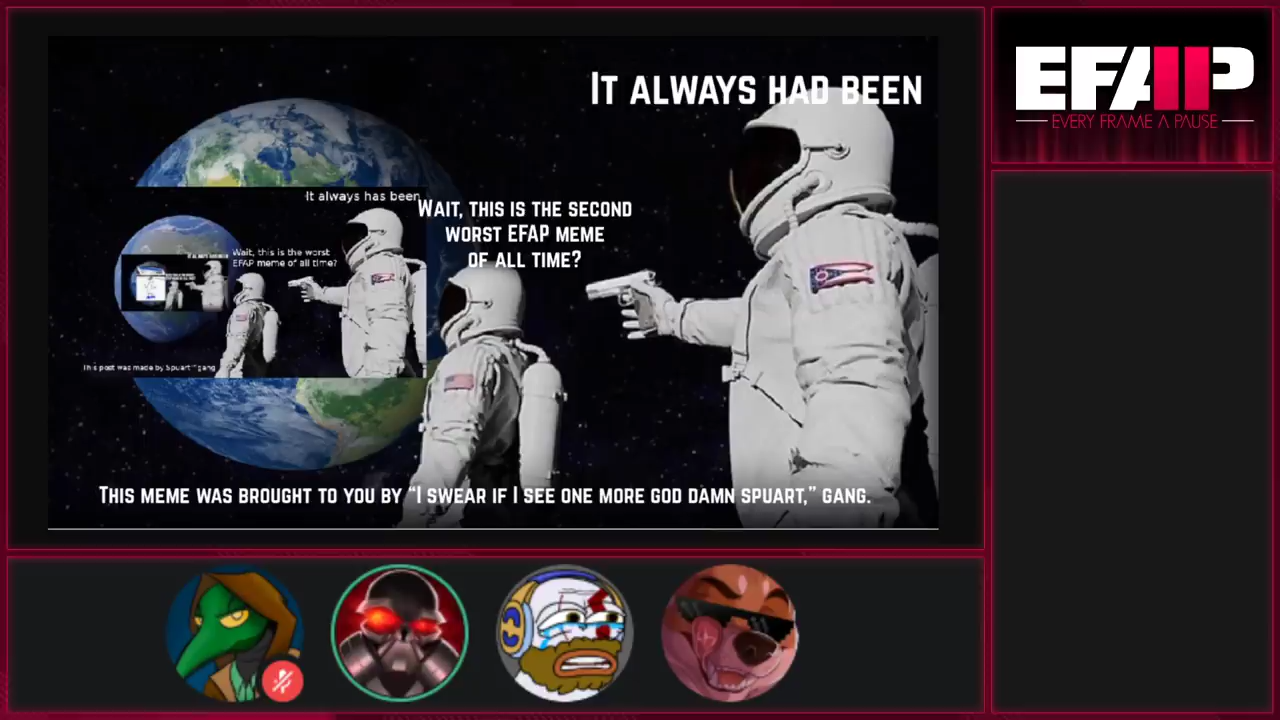 It always had been
EFAP
EVERY FRAME A PAUSE
It always has been
Wait, this is the second
worst EFAP meme
of all time?
Wait, this is the worst
EFAP meme of all time?
This post was made by Spuart™ gang
This meme was brought to you by “I swear if I see one more god damn spuart,” gang.